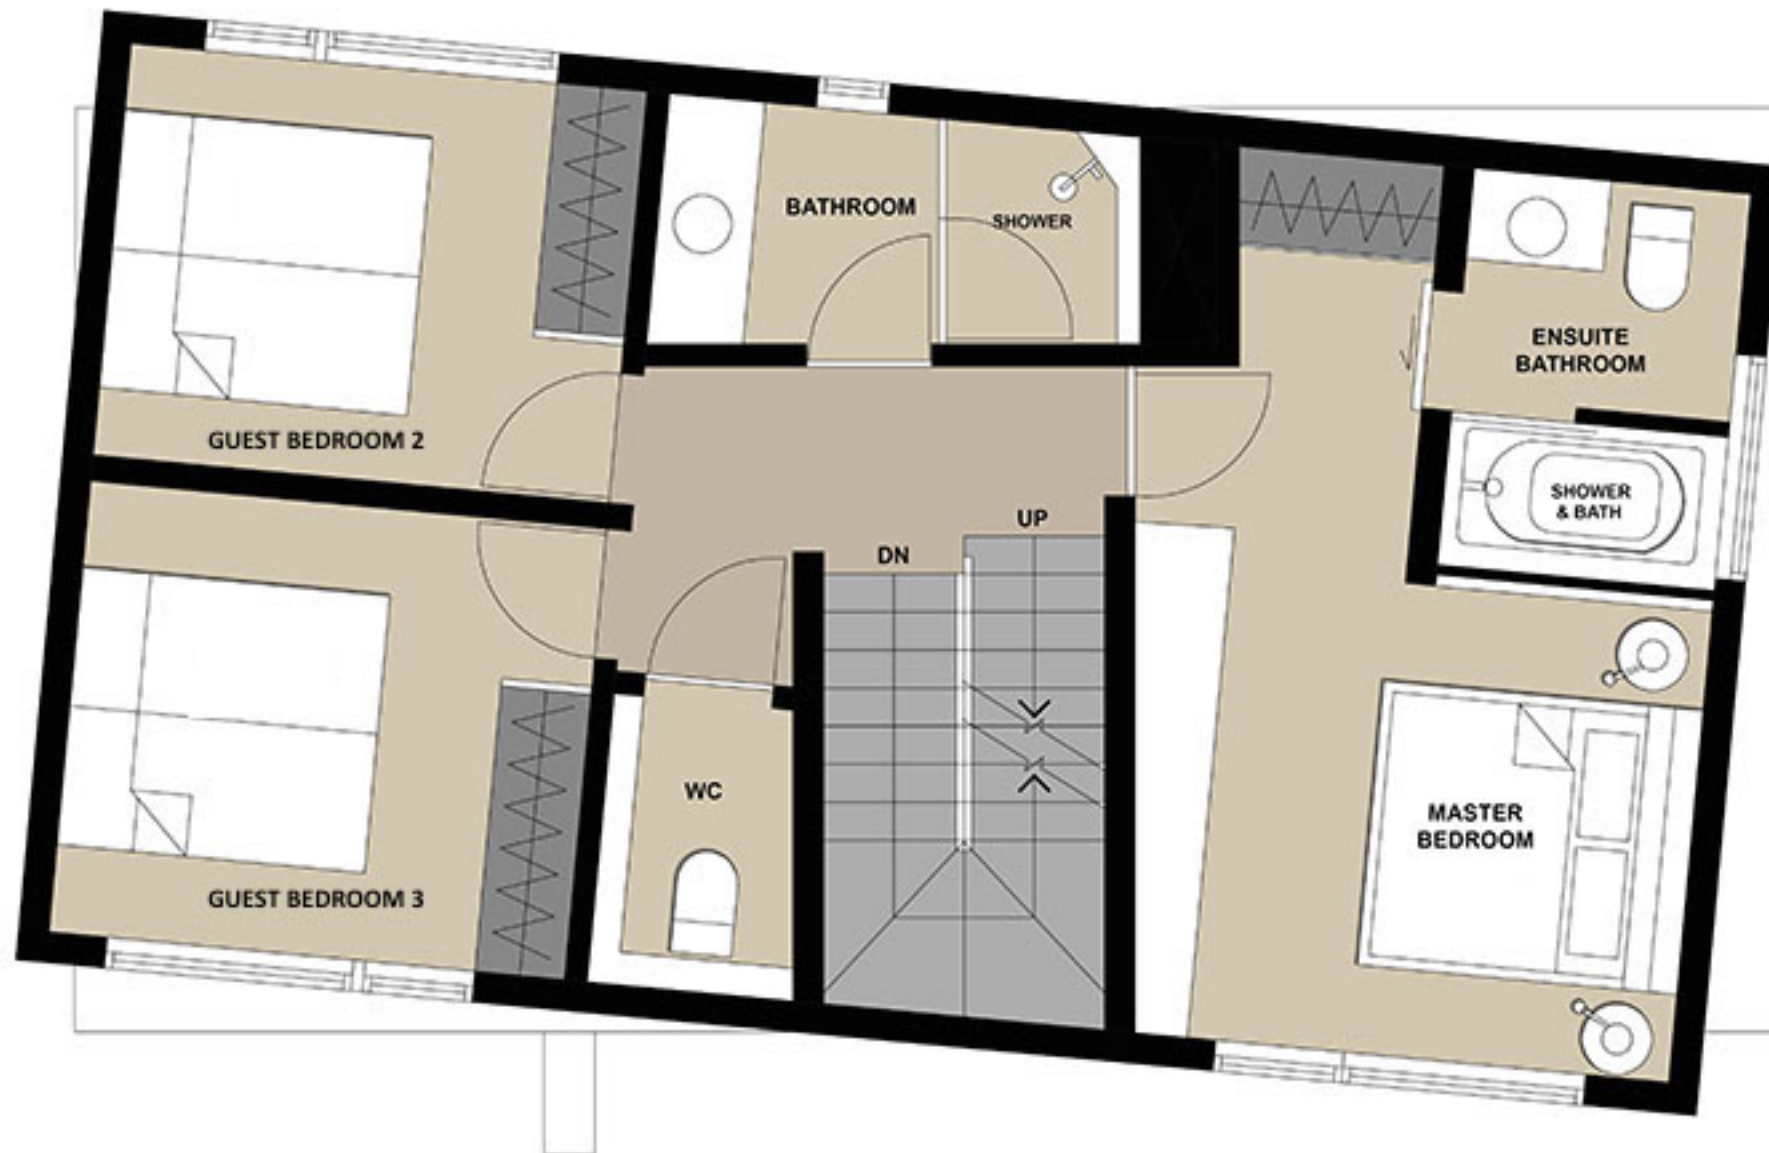 BATHROOM
SHOWER
ENSUITE
BATHROOM
GUEST BEDROOM 2
SHOWER
& BATH
UP
DN
WC
MASTER
BEDROOM
GUEST BEDROOM 3